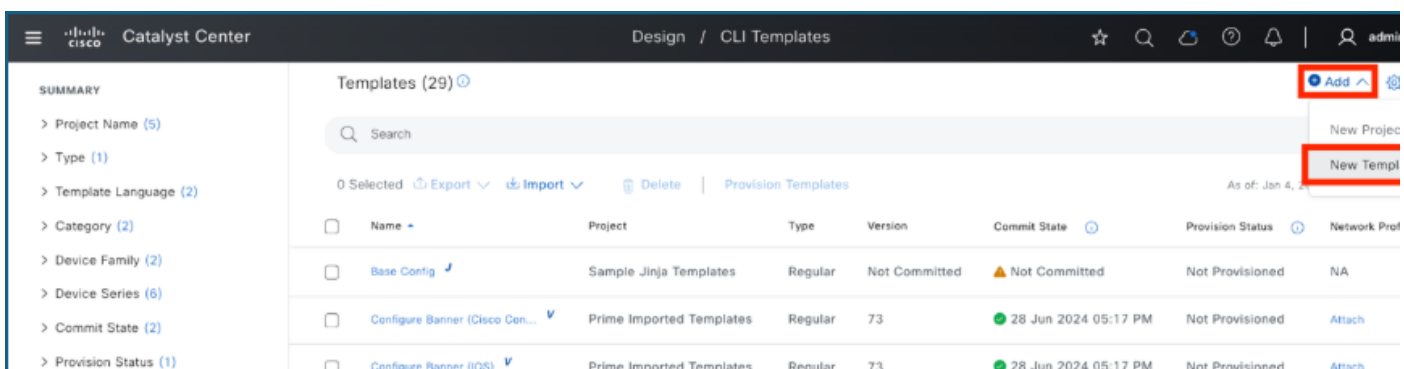 CISCO Catalyst Center Design / CLI Templates admi
SUMMARY
> Project Name (5)
> Type (1)
> Template Language (2)
> Category (2)
> Device Family (2)
> Device Series (6)
> Commit State (2)
> Provision Status (1)
Templates (29)
Add
New Projec
New Templ
Search
0 Selected Export Import Delete | Provision Templates As of: Jan 4, 2
Name Project Type Version Commit State Provision Status Network Prof
Base Config J Sample Jinja Templates Regular Not Committed Not Committed Not Provisioned NA
Configure Banner (Cisco Con... V Prime Imported Templates Regular 73 28 Jun 2024 05:17 PM Not Provisioned Attach
Configure Banner (IOS) V Prime Imported Templates Regular 73 28 Jun 2024 05:17 PM Not Provisioned Attach